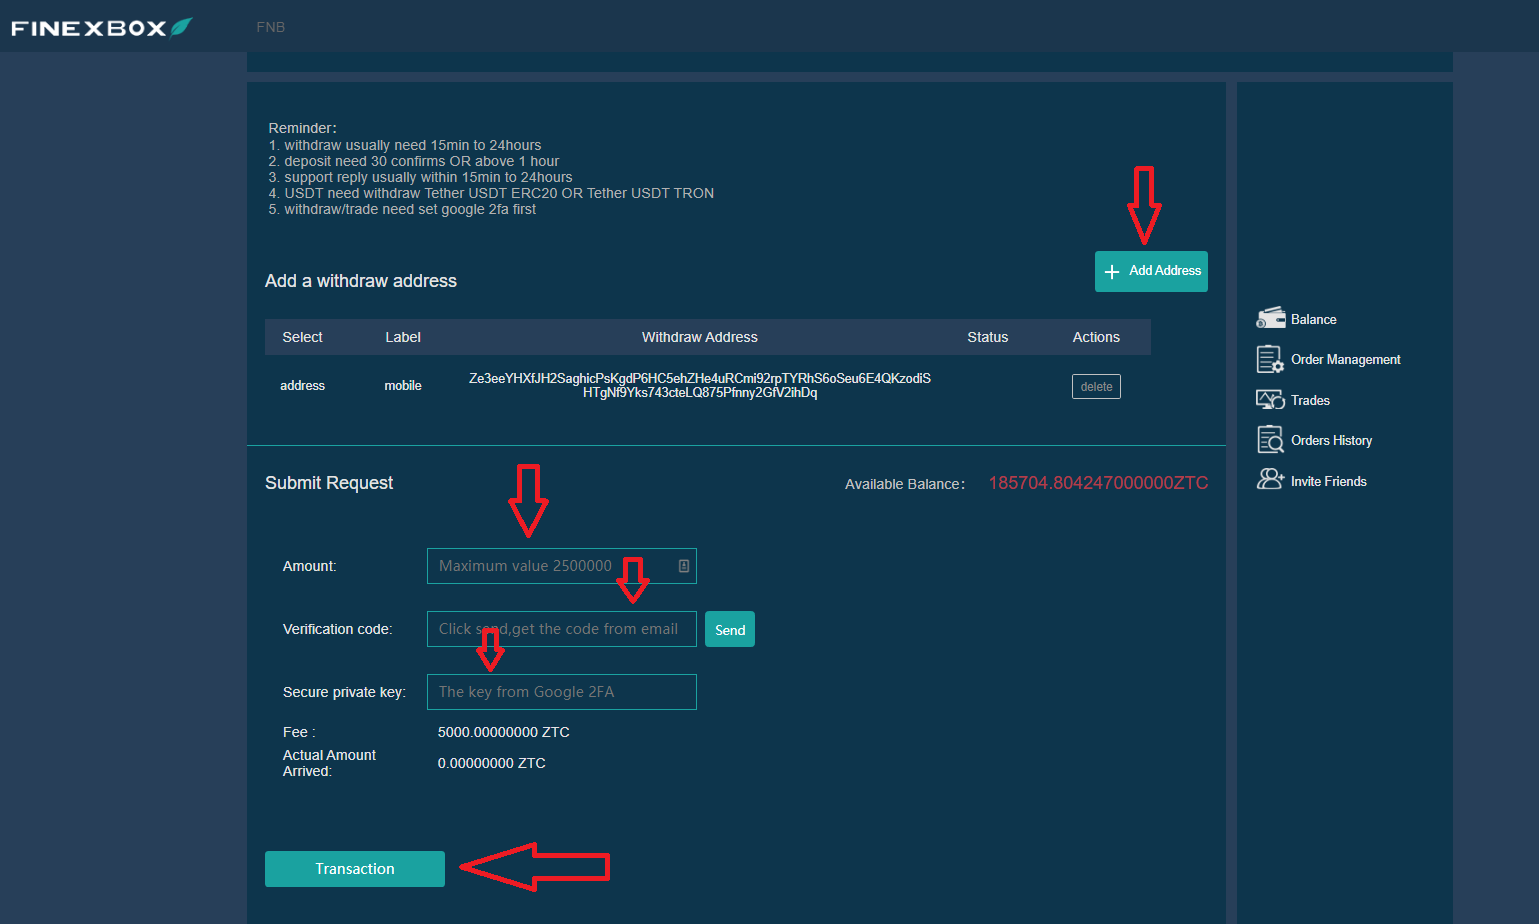 FINEXBOX
FNB
Reminder:
1. withdraw usually need 15min to 24hours
2. deposit need 30 confirms OR above 1 hour
3. support reply usually within 15min to 24hours
4. USDT need withdraw Tether USDT ERC20 OR Tether USDT TRON
5. withdraw/trade need set google 2fa first
Add a withdraw address
+ Add Address
Select Label Withdraw Address Status Actions
address mobile Ze3eeYHXfJH2SaghicPsKgdP6HC5ehZHe4uRCmi92rpTYRhS6oSeu6E4QKzodiS
HTgNf9Yks743cteLQ875Pfnny2GfV2ihDq
delete
Submit Request
Available Balance: 185704.804247000000ZTC
Amount: Maximum value 2500000
Verification code: Click send,get the code from email Send
Secure private key: The key from Google 2FA
Fee : 5000.00000000 ZTC
Actual Amount
Arrived: 0.00000000 ZTC
Transaction
Balance
Order Management
Trades
Orders History
Invite Friends